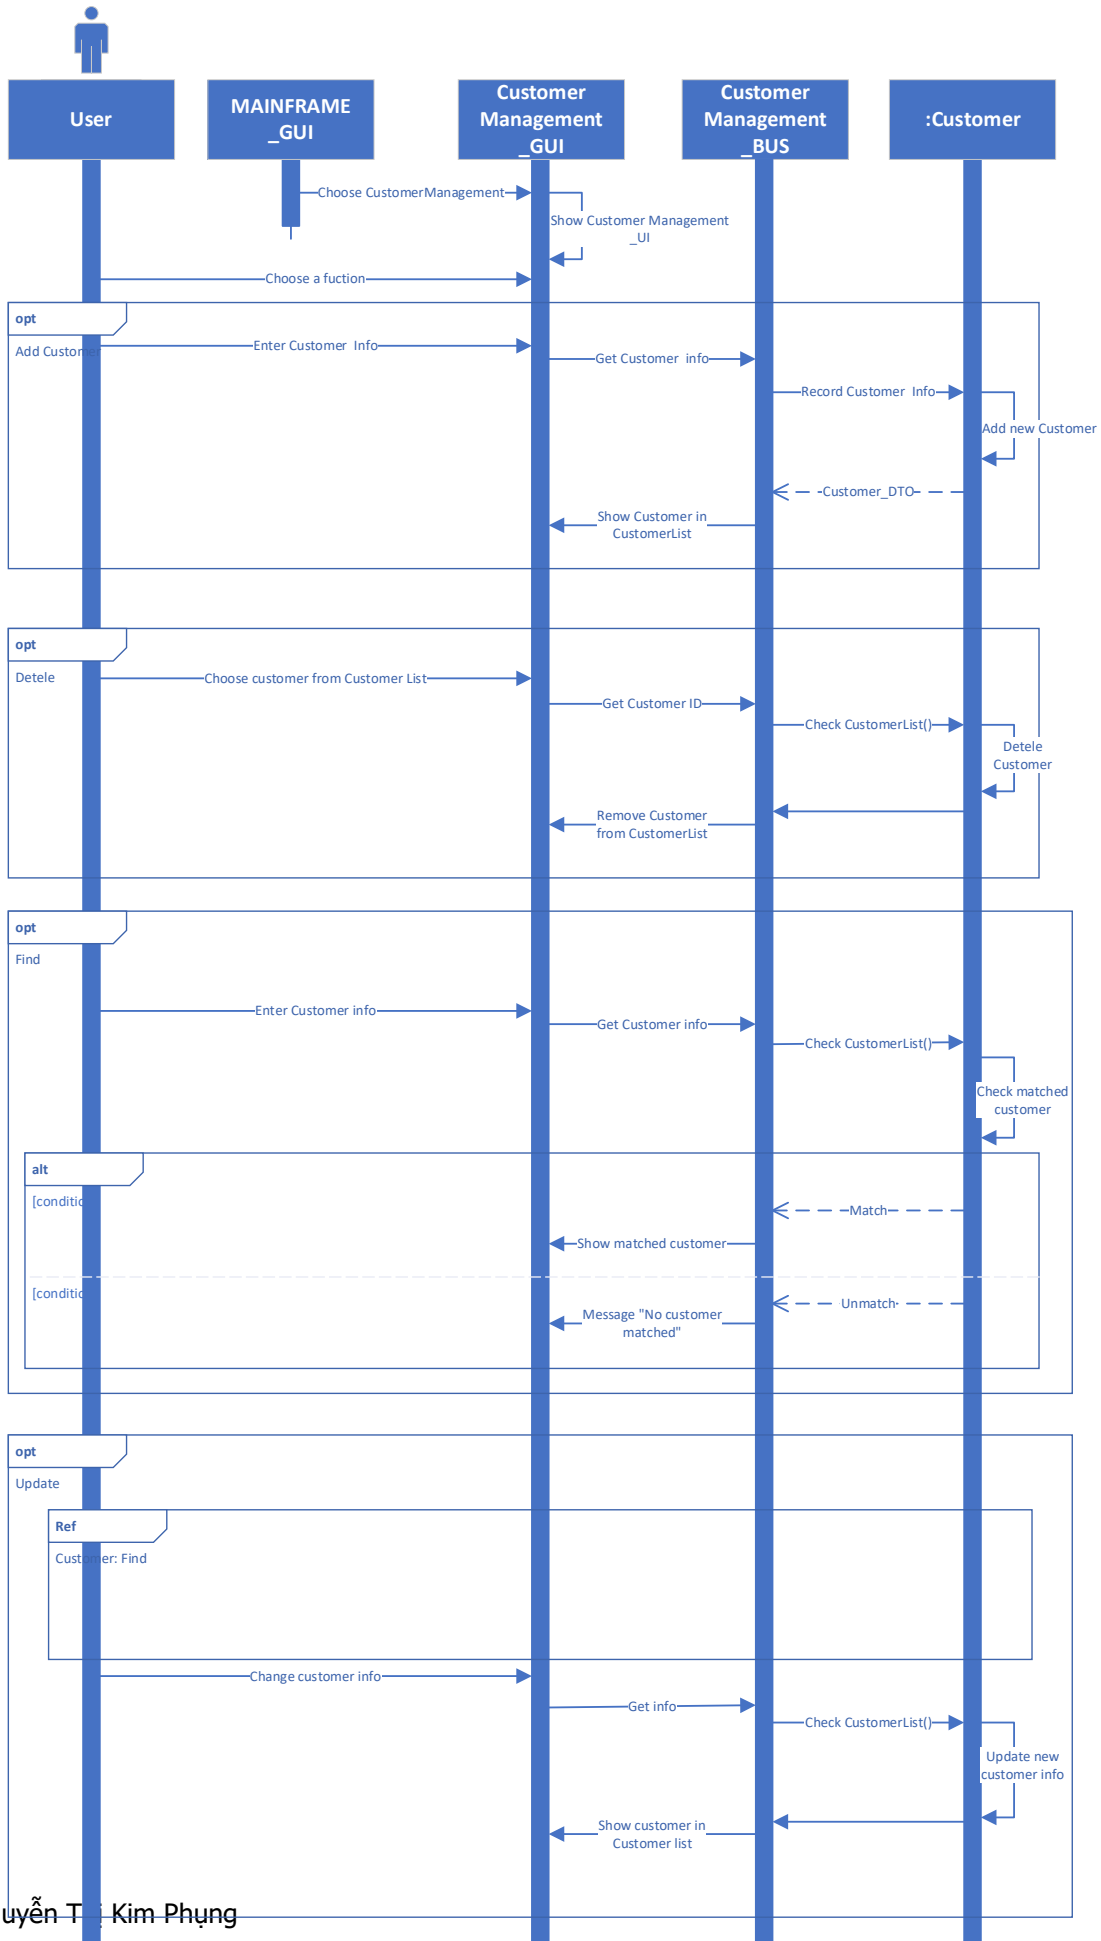 User
MAINFRAME
_GUI
Customer
Management
_GUI
Customer
Management
_BUS
:Customer
Choose CustomerManagement
Show Customer Management
_UI
Choose a fuction
opt
Add Customer
Enter Customer  Info
Get Customer  info
Record Customer  Info
Add new Customer
Customer_DTO
Show Customer in
CustomerList
opt
Detele
Choose customer from Customer List
Get Customer ID
Check CustomerList()
Detele
Customer
Remove Customer
from CustomerList
opt
Find
Enter Customer info
Get Customer info
Check CustomerList()
Check matched
customer
alt
[conditio
Match
Show matched customer
[conditio
Unmatch
Message "No customer
matched"
opt
Update
Ref
Customer: Find
Change customer info
Get info
Check CustomerList()
Update new
customer info
Show customer in
Customer list
uyễn Thị Kim Phụng